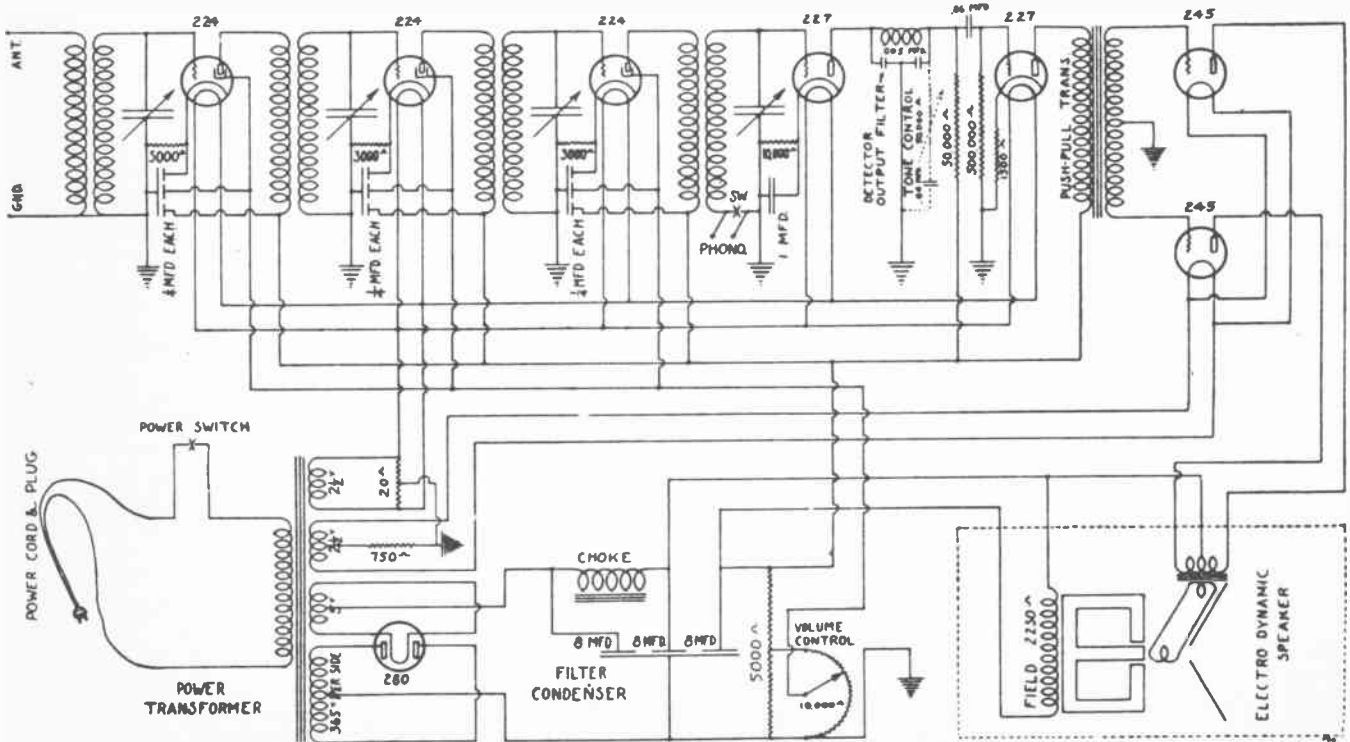 224
224
224
227
.06 MFD
227
245
ANT.
GND.
5000 ᴖ
3000 ᴖ
3000 ᴖ
10,000 ᴖ
.005 MFD.
DETECTOR
OUTPUT FILTER
TONE CONTROL
50,000 ᴖ
500,000 ᴖ
1500 ᴖ
PUSH-PULL TRANS.
¼ MFD EACH
¼ MFD EACH
¼ MFD EACH
SW
PHONO.
1 MFD.
245
POWER CORD & PLUG
POWER SWITCH
2½ᵛ
20 ᴖ
2½ᵛ
750 ᴖ
5ᵛ
280
365ᵛ PER SIDE
POWER
TRANSFORMER
CHOKE
8 MFD
8 MFD
8 MFD
FILTER
CONDENSER
5000 ᴖ
VOLUME
CONTROL
10,000 ᴖ
FIELD 2250 ᴖ
ELECTRO DYNAMIC
SPEAKER